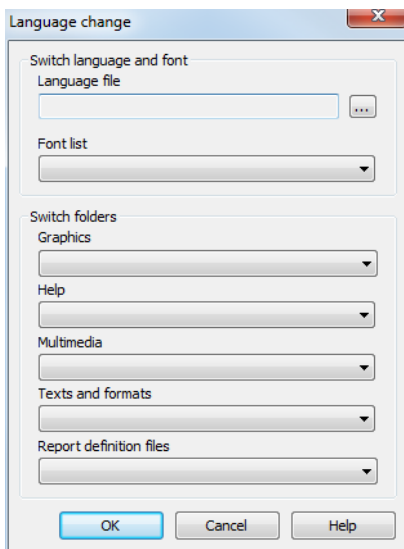 Language change
Switch language and font
Language file
...
Font list
Switch folders
Graphics
Help
Multimedia
Texts and formats
Report definition files
OK Cancel Help